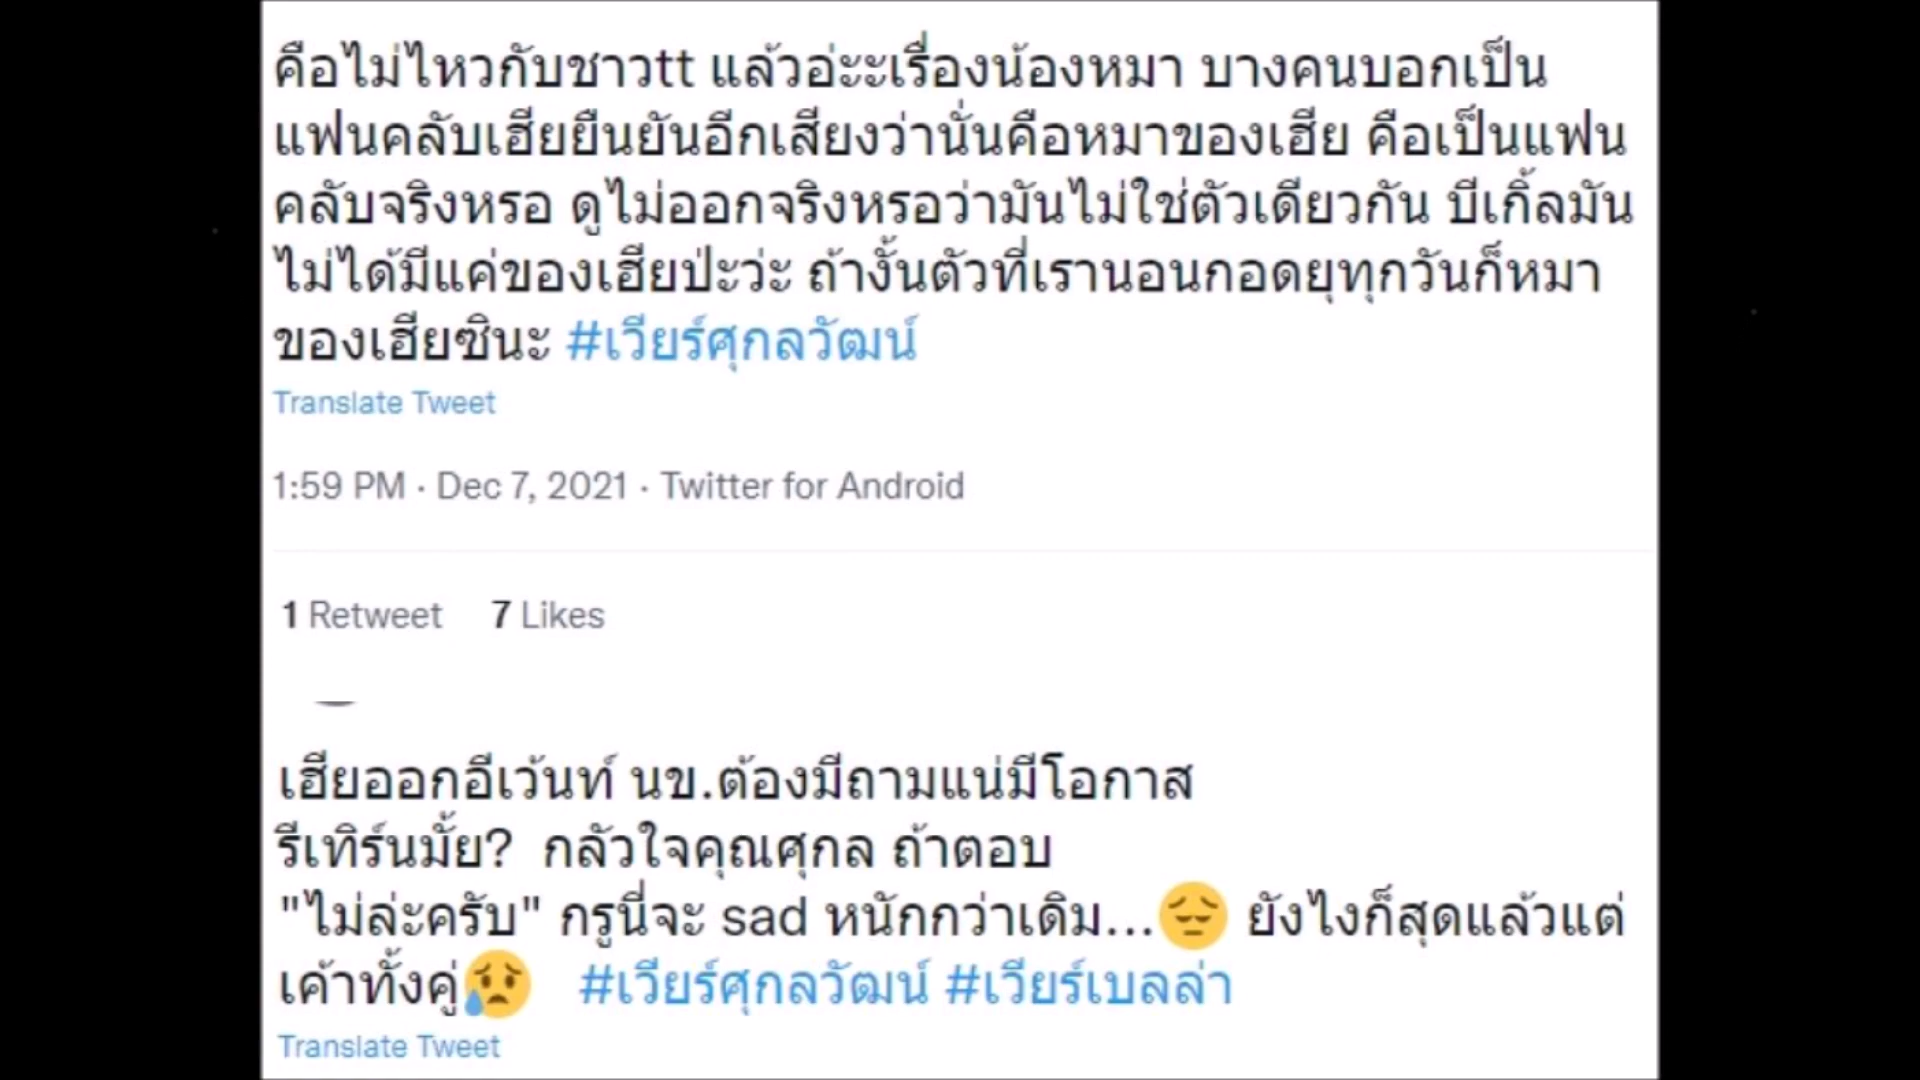 คือไม่ไหวกับชาวtt แล้วอ่ะะเรื่องน้องหมา บางคนบอกเป็น
แฟนคลับเฮียยืนยันอีกเสียงว่านั่นคือหมาของเฮีย คือเป็นแฟน
คลับจริงหรอ ดูไม่ออกจริงหรอว่ามันไม่ใช่ตัวเดียวกัน บีเกิ้ลมัน
ไม่ได้มีแค่ของเฮียป่ะว่ะ ถ้างั้นตัวที่เรานอนกอดยุทุกวันก็หมา
ของเฮียซินะ #เวียร์ศุกลวัฒน์
Translate Tweet
1:59 PM · Dec 7, 2021 · Twitter for Android
1 Retweet 7 Likes
เฮียออกอีเว้นท์ นข.ต้องมีถามแน่มีโอกาส
รีเทิร์นมั้ย? กลัวใจคุณศุกล ถ้าตอบ
"ไม่ล่ะครับ" กรูนี่จะ sad หนักกว่าเดิม...😔 ยังไงก็สุดแล้วแต่
เค้าทั้งคู่😥 #เวียร์ศุกลวัฒน์ #เวียร์เบลล่า
Translate Tweet